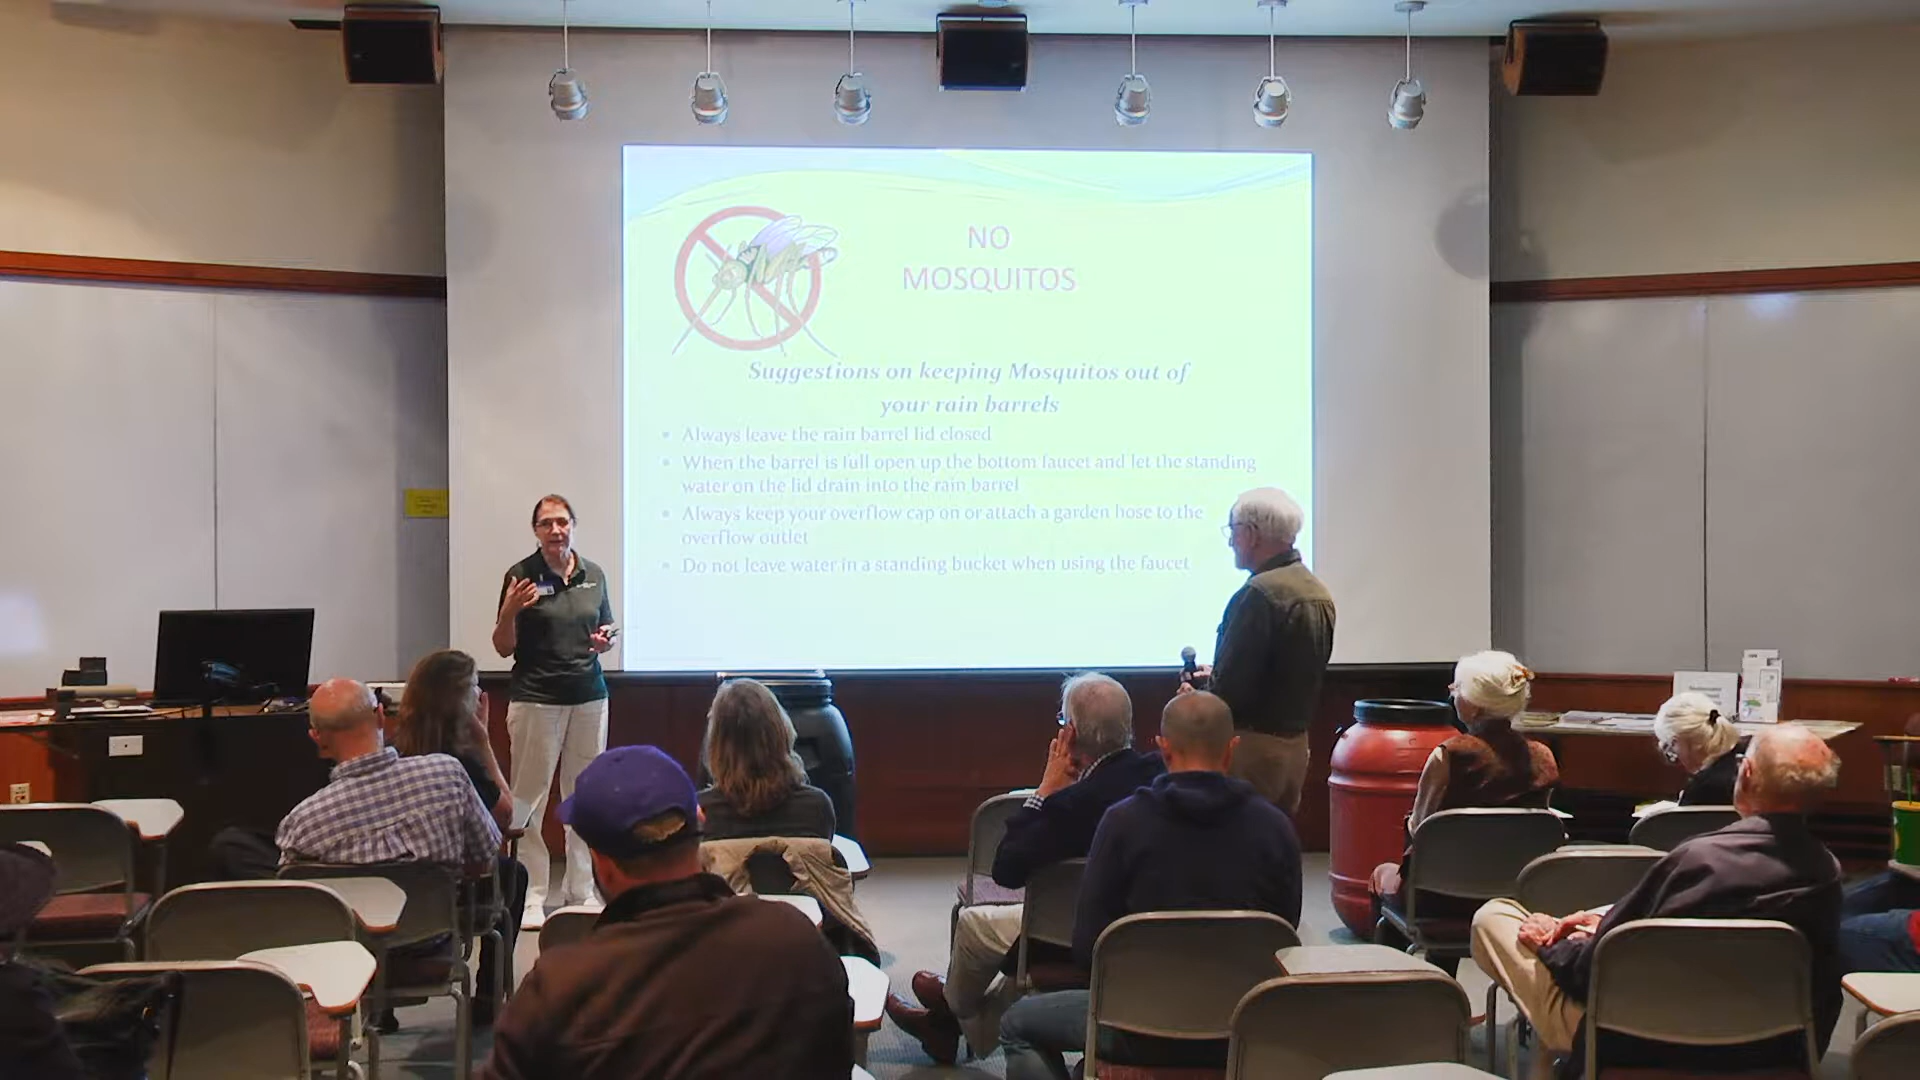 NO
MOSQUITOS
Suggestions on keeping Mosquitos out of
your rain barrels
• Always leave the rain barrel lid closed
• When the barrel is full open up the bottom faucet and let the standing
water on the lid drain into the rain barrel
• Always keep your overflow cap on or attach a garden hose to the
overflow outlet
• Do not leave water in a standing bucket when using the faucet